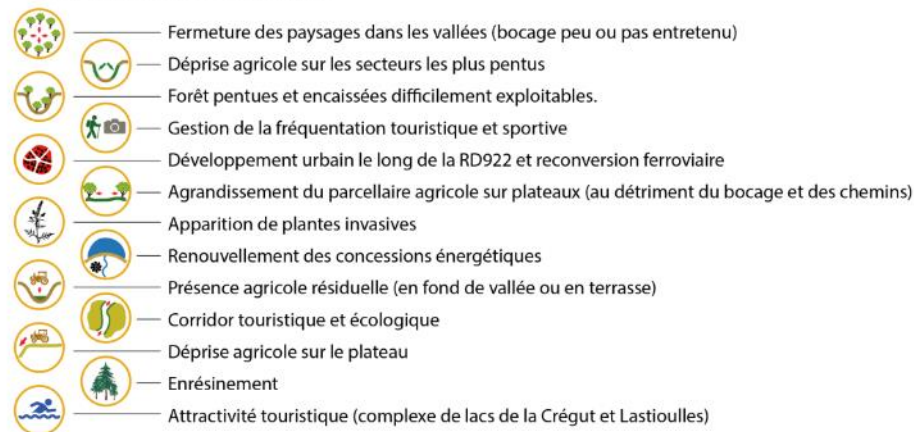 Fermeture des paysages dans les vallées (bocage peu ou pas entretenu)
Déprise agricole sur les secteurs les plus pentus
Forêt pentues et encaissées difficilement exploitables.
Gestion de la fréquentation touristique et sportive
Développement urbain le long de la RD922 et reconversion ferroviaire
Agrandissement du parcellaire agricole sur plateaux (au détriment du bocage et des chemins)
Apparition de plantes invasives
Renouvellement des concessions énergétiques
Présence agricole résiduelle (en fond de vallée ou en terrasse)
Corridor touristique et écologique
Déprise agricole sur le plateau
Enrésinement
Attractivité touristique (complexe de lacs de la Crégut et Lastioulles)